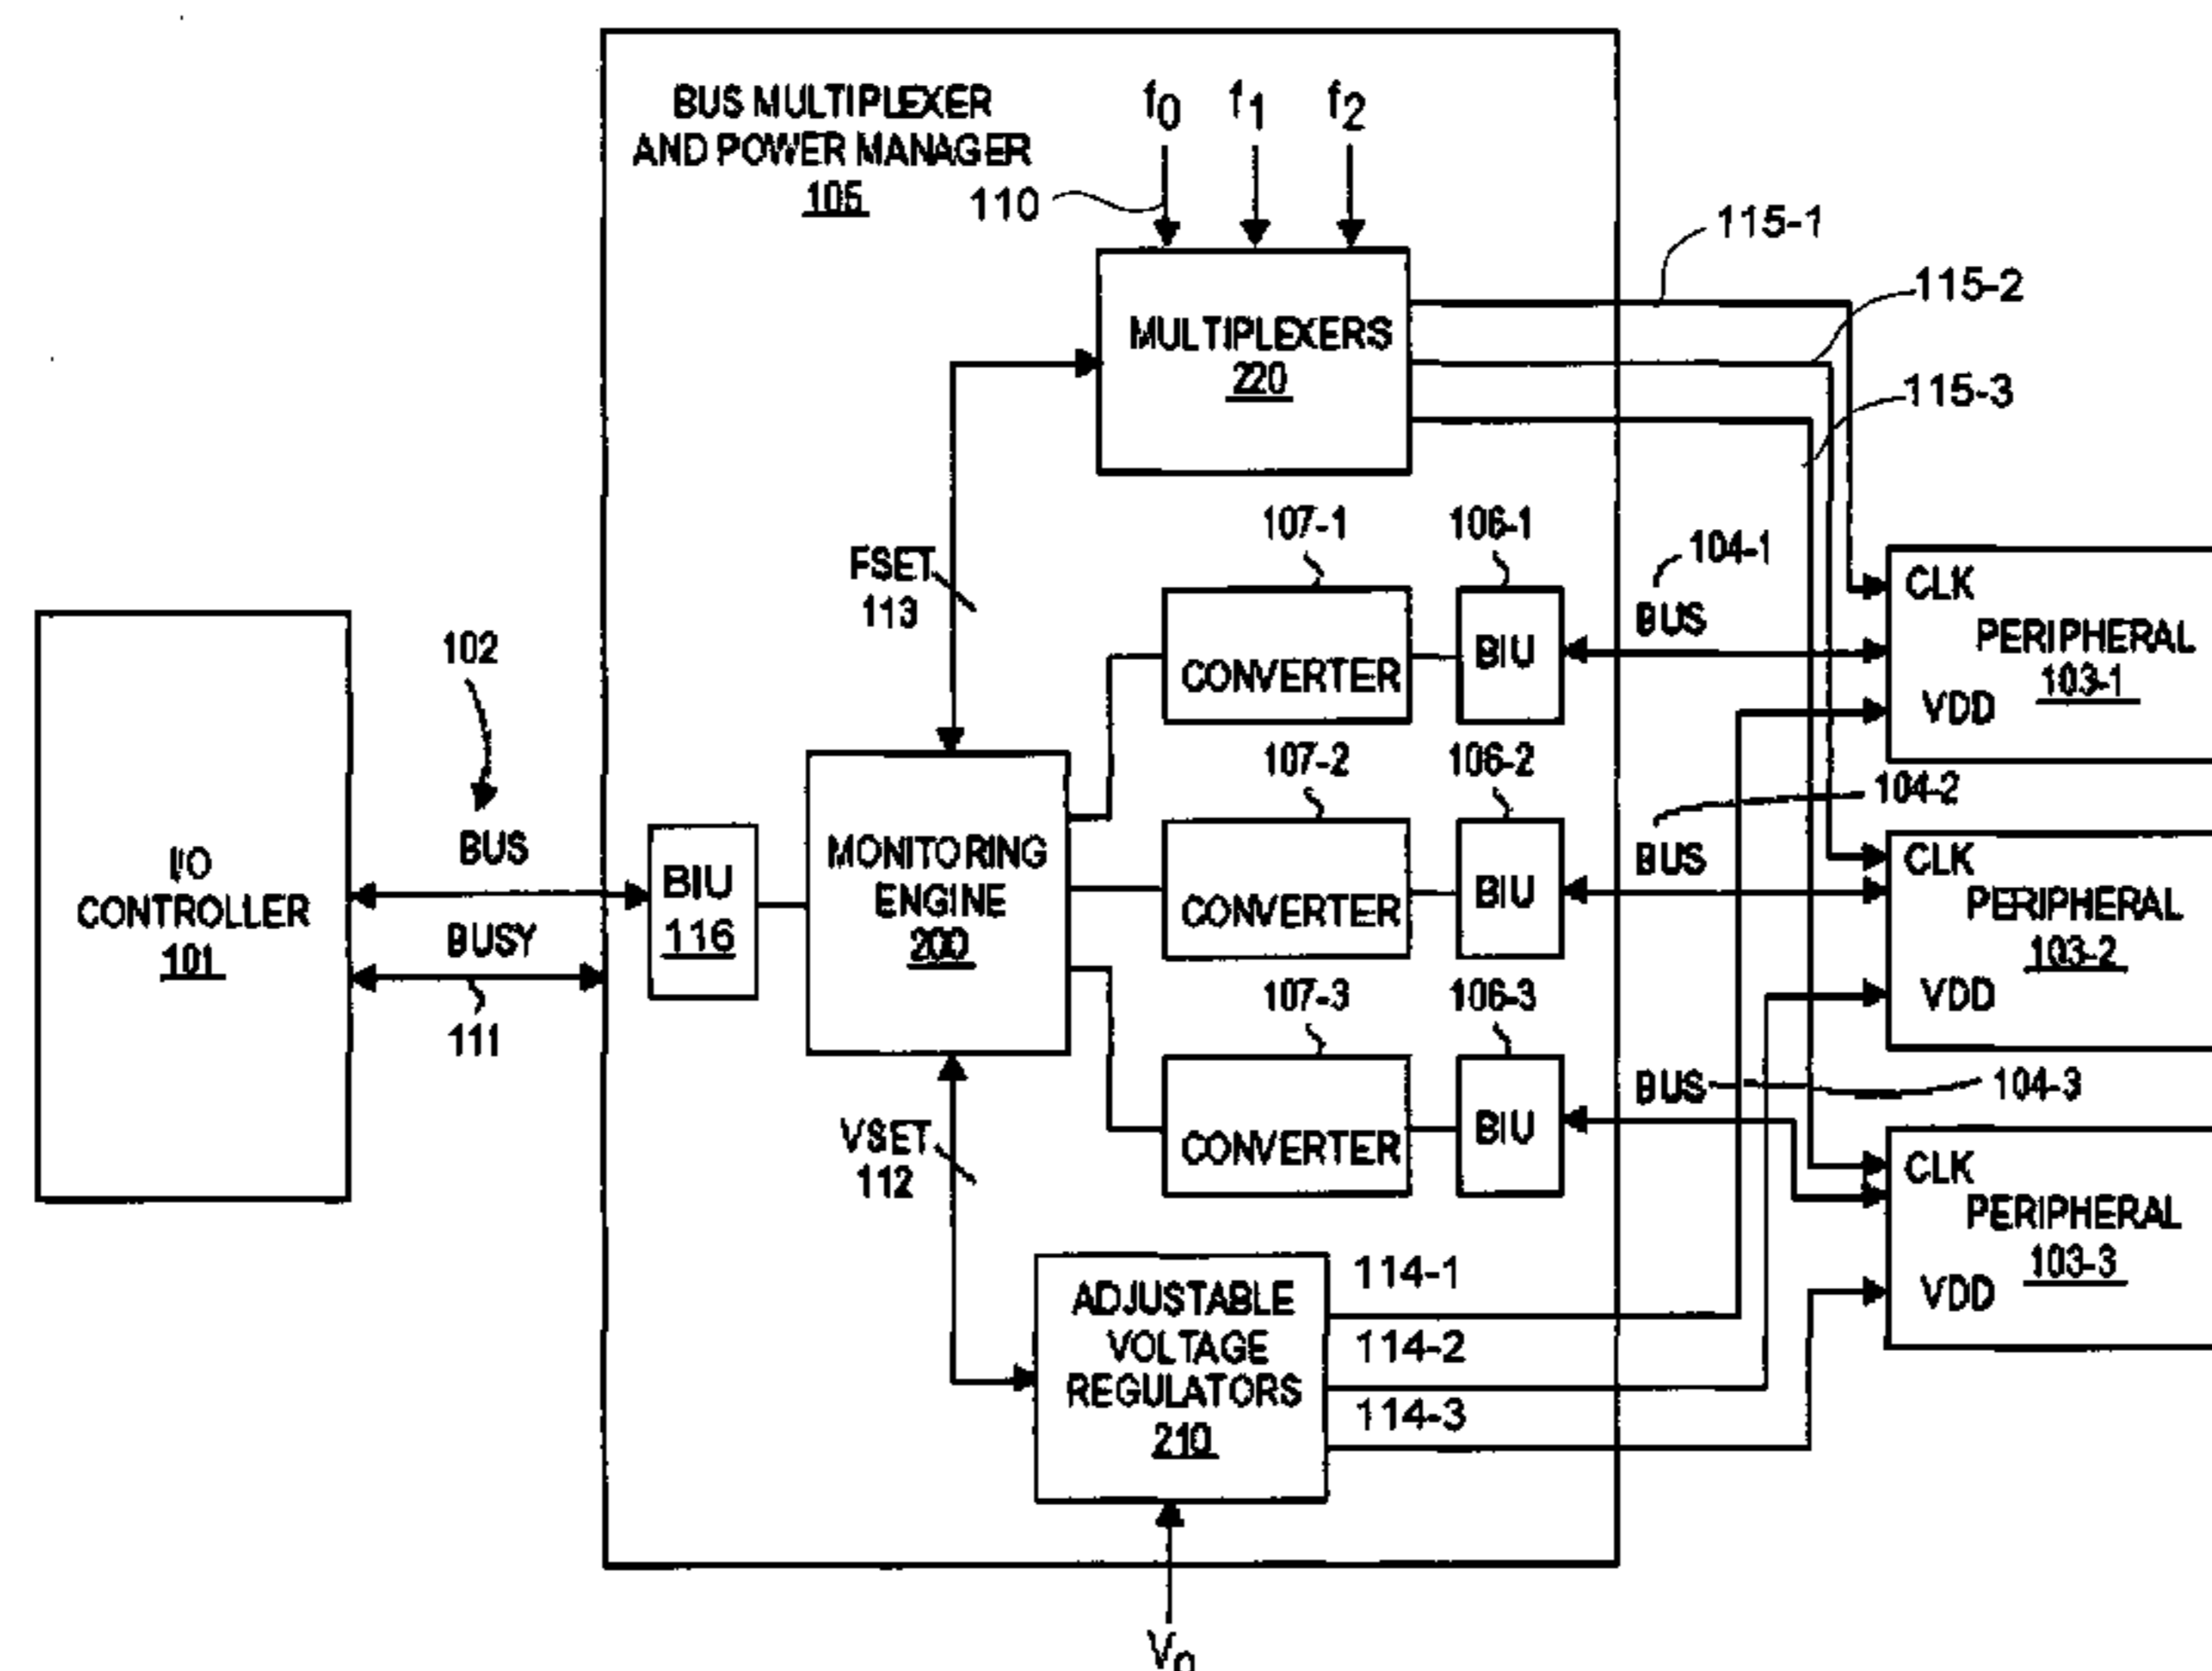 BUS MULTIPLEXER
AND POWER MANAGER
105
f0 f1 f2
110
115-1
115-2
115-3
MULTIPLEXERS
220
FSET
113
107-1
106-1
104-1
CONVERTER
BIU
BUS
CLK
PERIPHERAL
103-1
VDD
102
BUS
BUSY
111
I/O
CONTROLLER
101
BIU
116
MONITORING
ENGINE
200
107-2
106-2
104-2
CONVERTER
BIU
BUS
CLK
PERIPHERAL
103-2
VDD
107-3
106-3
104-3
CONVERTER
BIU
BUS
CLK
PERIPHERAL
103-3
VDD
VSET
112
ADJUSTABLE
VOLTAGE
REGULATORS
210
114-1
114-2
114-3
V0